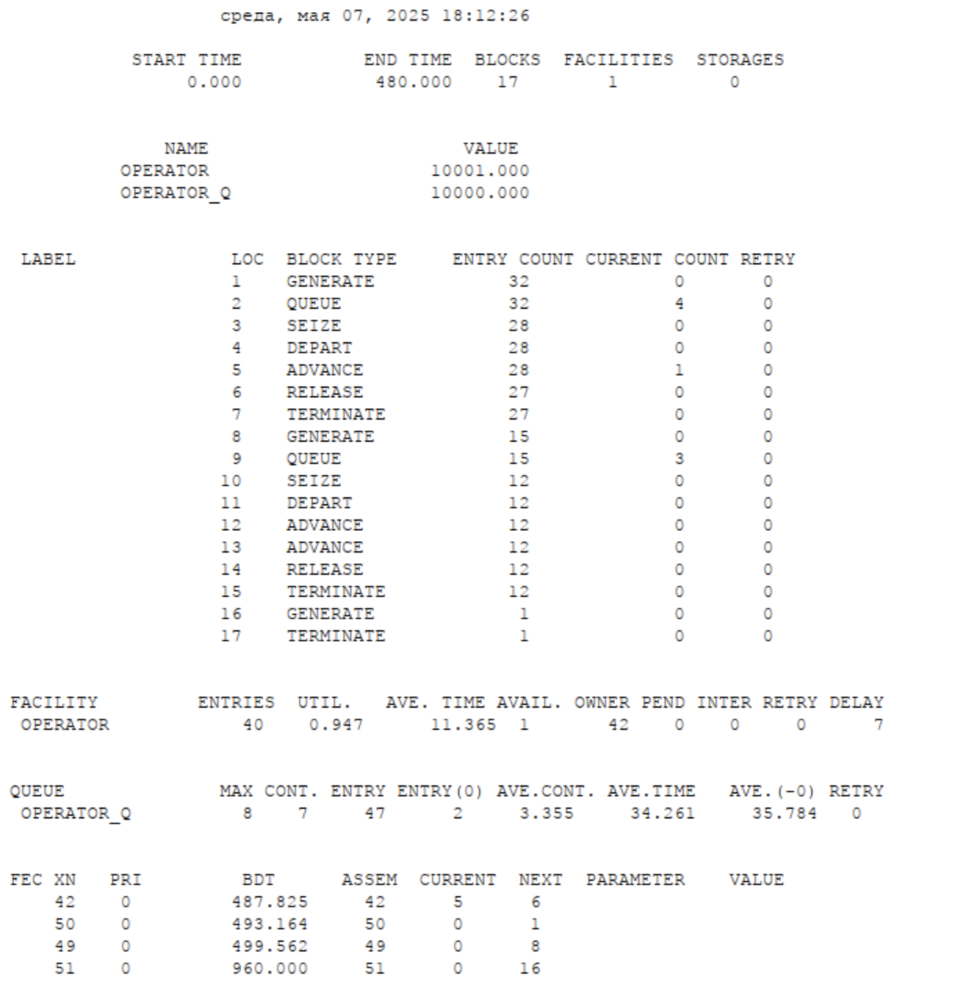 среда, мая 07, 2025 18:12:26
START TIME END TIME BLOCKS FACILITIES STORAGES
0.000 480.000 17 1 0
NAME VALUE
OPERATOR 10001.000
OPERATOR_Q 10000.000
LABEL LOC BLOCK TYPE ENTRY COUNT CURRENT COUNT RETRY
1 GENERATE 32 0 0
2 QUEUE 32 4 0
3 SEIZE 28 0 0
4 DEPART 28 0 0
5 ADVANCE 28 1 0
6 RELEASE 27 0 0
7 TERMINATE 27 0 0
8 GENERATE 15 0 0
9 QUEUE 15 3 0
10 SEIZE 12 0 0
11 DEPART 12 0 0
12 ADVANCE 12 0 0
13 ADVANCE 12 0 0
14 RELEASE 12 0 0
15 TERMINATE 12 0 0
16 GENERATE 1 0 0
17 TERMINATE 1 0 0
FACILITY ENTRIES UTIL. AVE. TIME AVAIL. OWNER PEND INTER RETRY DELAY
OPERATOR 40 0.947 11.365 1 42 0 0 0 7
QUEUE MAX CONT. ENTRY ENTRY(0) AVE.CONT. AVE.TIME AVE.(-0) RETRY
OPERATOR_Q 8 7 47 2 3.355 34.261 35.784 0
FEC XN PRI BDT ASSEM CURRENT NEXT PARAMETER VALUE
42 0 487.825 42 5 6
50 0 493.164 50 0 1
49 0 499.562 49 0 8
51 0 960.000 51 0 16